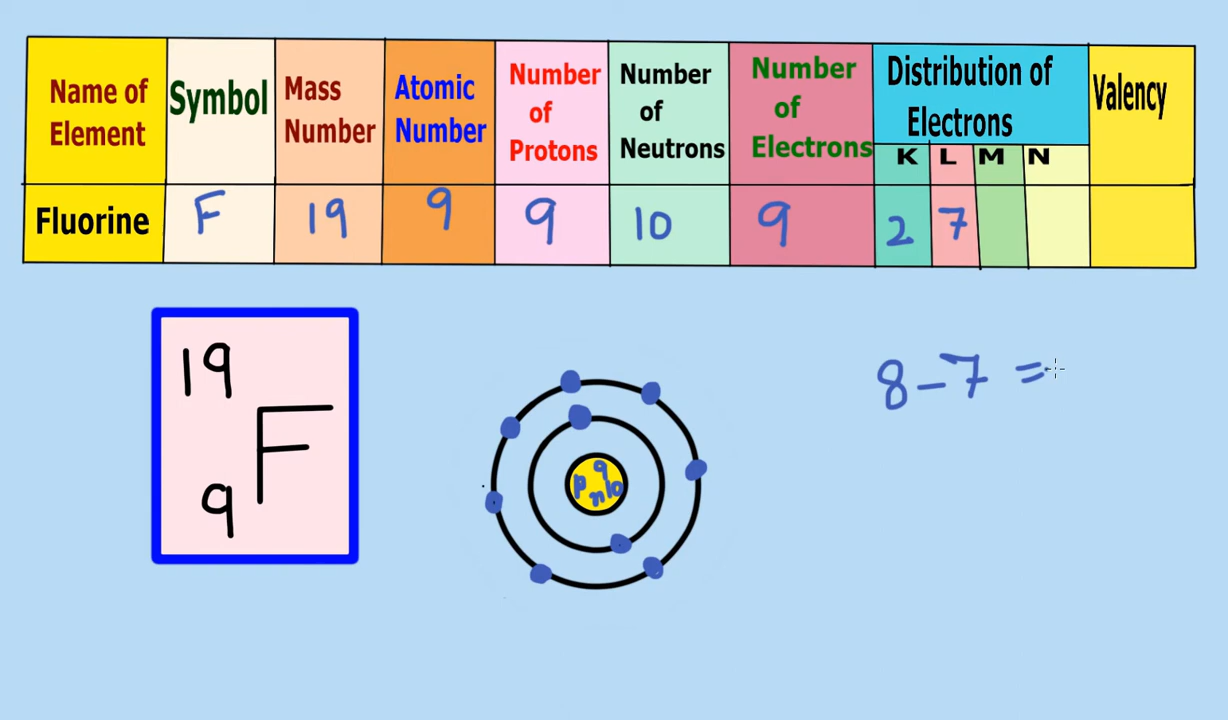 Name of Element Symbol Mass Number Atomic Number Number of Protons Number of Neutrons Number of Electrons Distribution of Electrons Valency
K L M N
Fluorine F 19 9 9 10 9 2 7
19
F
9
8-7 =
9
p
10
n